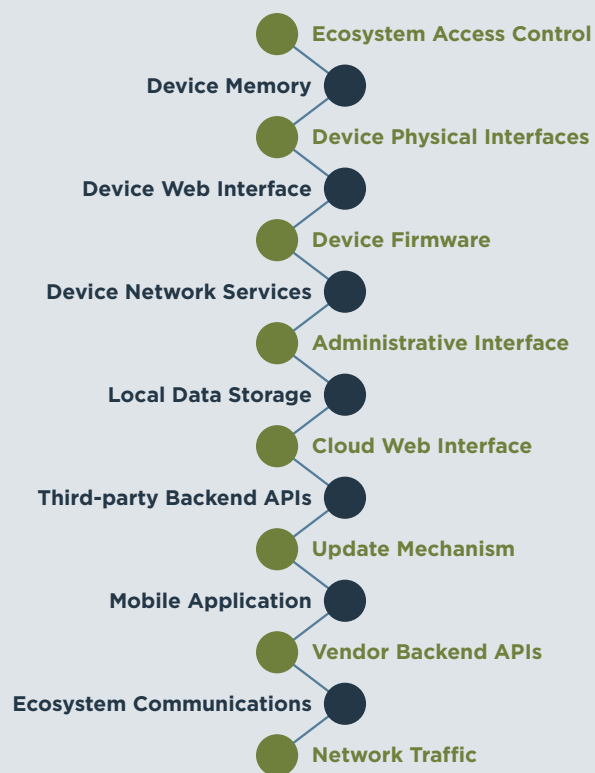 Ecosystem Access Control
Device Memory
Device Physical Interfaces
Device Web Interface
Device Firmware
Device Network Services
Administrative Interface
Local Data Storage
Cloud Web Interface
Third-party Backend APIs
Update Mechanism
Mobile Application
Vendor Backend APIs
Ecosystem Communications
Network Traffic